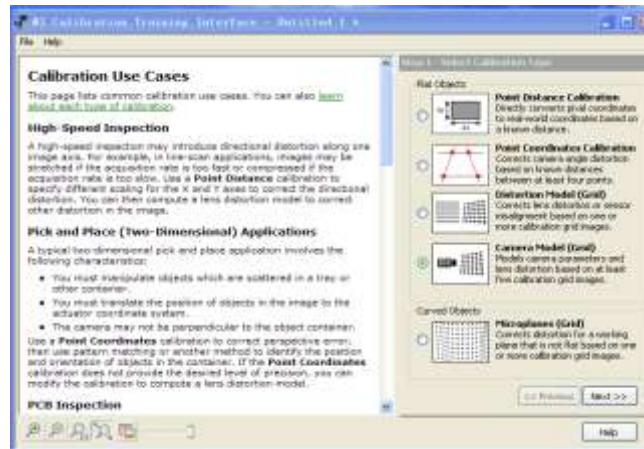 NI Calibration Training Interface - Untitled 1 *
File Help
Calibration Use Cases
This page lists common calibration use cases. You can also learn
about each type of calibration.
High-Speed Inspection
A high-speed inspection may introduce directional distortion along one
image axis. For example, in line-scan applications, images may be
stretched if the acquisition rate is too fast or compressed if the
acquisition rate is too slow. Use a Point Distance calibration to
specify different scaling for the X and Y axes to correct the directional
distortion. You can then compute a lens distortion model to correct
other distortion in the image.
Pick and Place (Two-Dimensional) Applications
A typical two-dimensional pick and place application involves the
following characteristics:
• You must manipulate objects which are scattered in a tray or
other container.
• You must translate the position of objects in the image to the
actuator coordinate system.
• The camera may not be perpendicular to the object container.
Use a Point Coordinates calibration to correct perspective error,
then use pattern matching or another method to identify the position
and orientation of objects in the container. If the Point Coordinates
calibration does not provide the desired level of precision, you can
modify the calibration to compute a lens distortion model.
PCB Inspection
Step 1 - Select Calibration Type
Flat Objects
Point Distance Calibration
Directly converts pixel coordinates
to real-world coordinates based on
a known distance.
Point Coordinates Calibration
Corrects camera angle distortion
based on known distances
between at least four points.
Distortion Model (Grid)
Corrects lens distortion or sensor
misalignment based on one or
more calibration grid images.
Camera Model (Grid)
Models camera parameters and
lens distortion based on at least
five calibration grid images.
Curved Objects
Microplanes (Grid)
Corrects distortion for a working
plane that is not flat based on one
or more calibration grid images.
<< Previous Next >>
Help